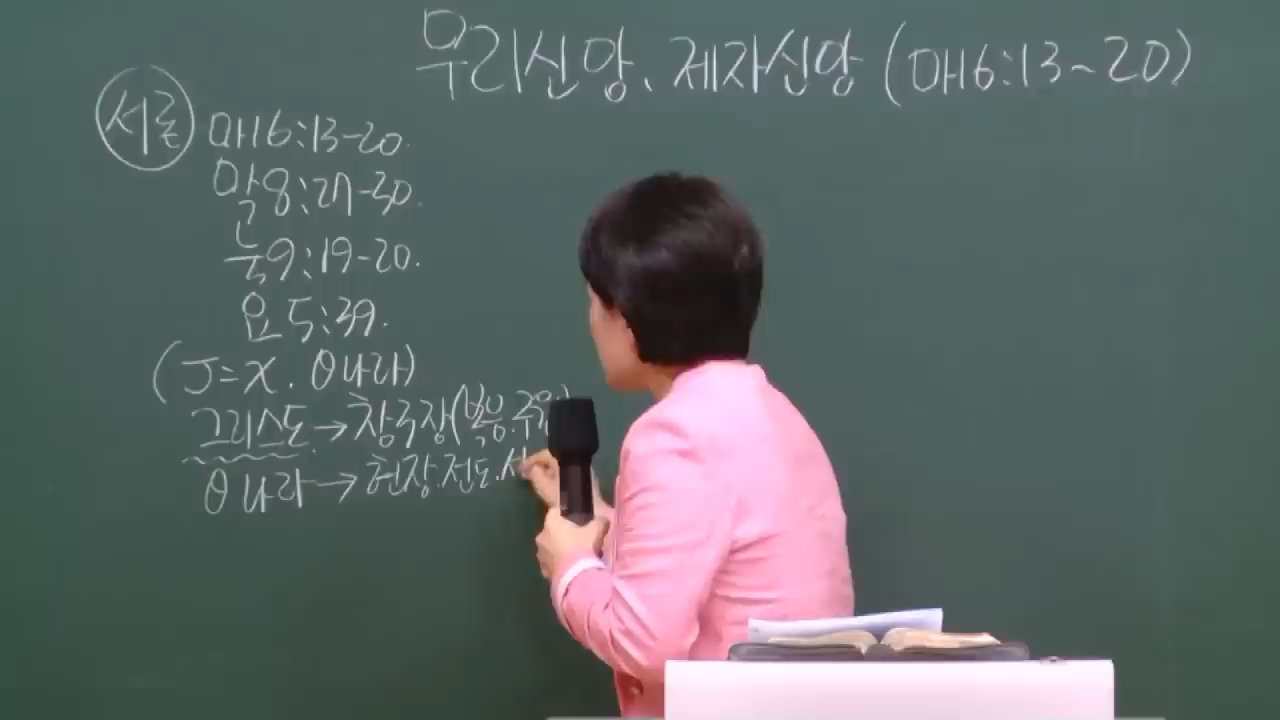 우리신앙、제자신앙 (마16:13~20)
서론
마16:13-20.
막8:27-30.
눅9:19-20.
요5:39.
(J=X. θ나라)
그리스도→창주장(복음.주
θ나라→현장.전도.